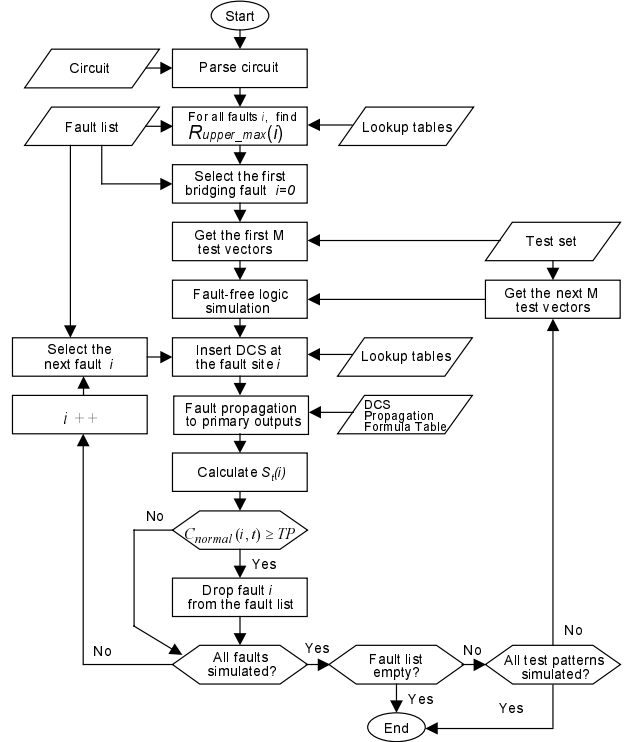 Start
Circuit
Parse circuit
Fault list
For all faults i, find
Rupper_max(i)
Lookup tables
Select the first
bridging fault i=0
Get the first M
test vectors
Test set
Fault-free logic
simulation
Get the next M
test vectors
Select the
next fault i
Insert DCS at
the fault site i
Lookup tables
i ++
Fault propagation
to primary outputs
DCS
Propagation
Formula Table
Calculate St(i)
No
Cnormal(i,t) ≥ TP
Yes
Drop fault i
from the fault list
No
All faults
simulated?
Yes
Fault list
empty?
No
All test patterns
simulated?
No
Yes
Yes
End